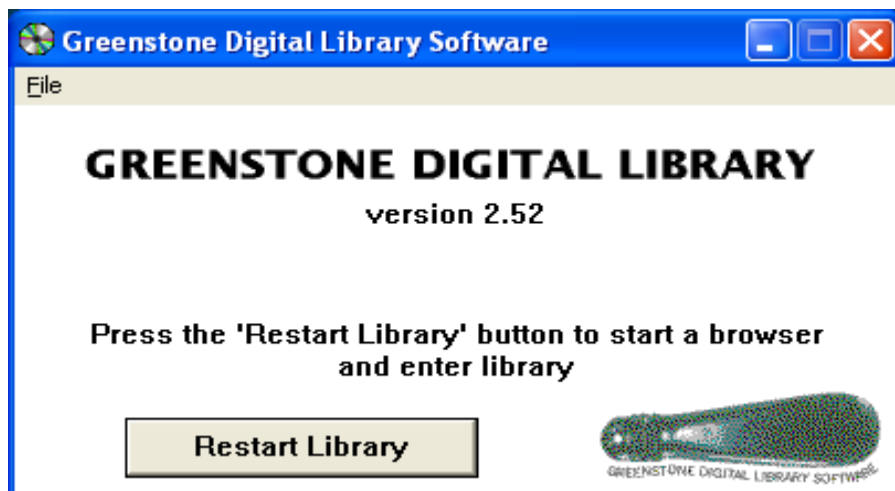 Greenstone Digital Library Software
File
GREENSTONE DIGITAL LIBRARY
version 2.52
Press the 'Restart Library' button to start a browser
and enter library
Restart Library
GREENSTONE DIGITAL LIBRARY SOFTWARE